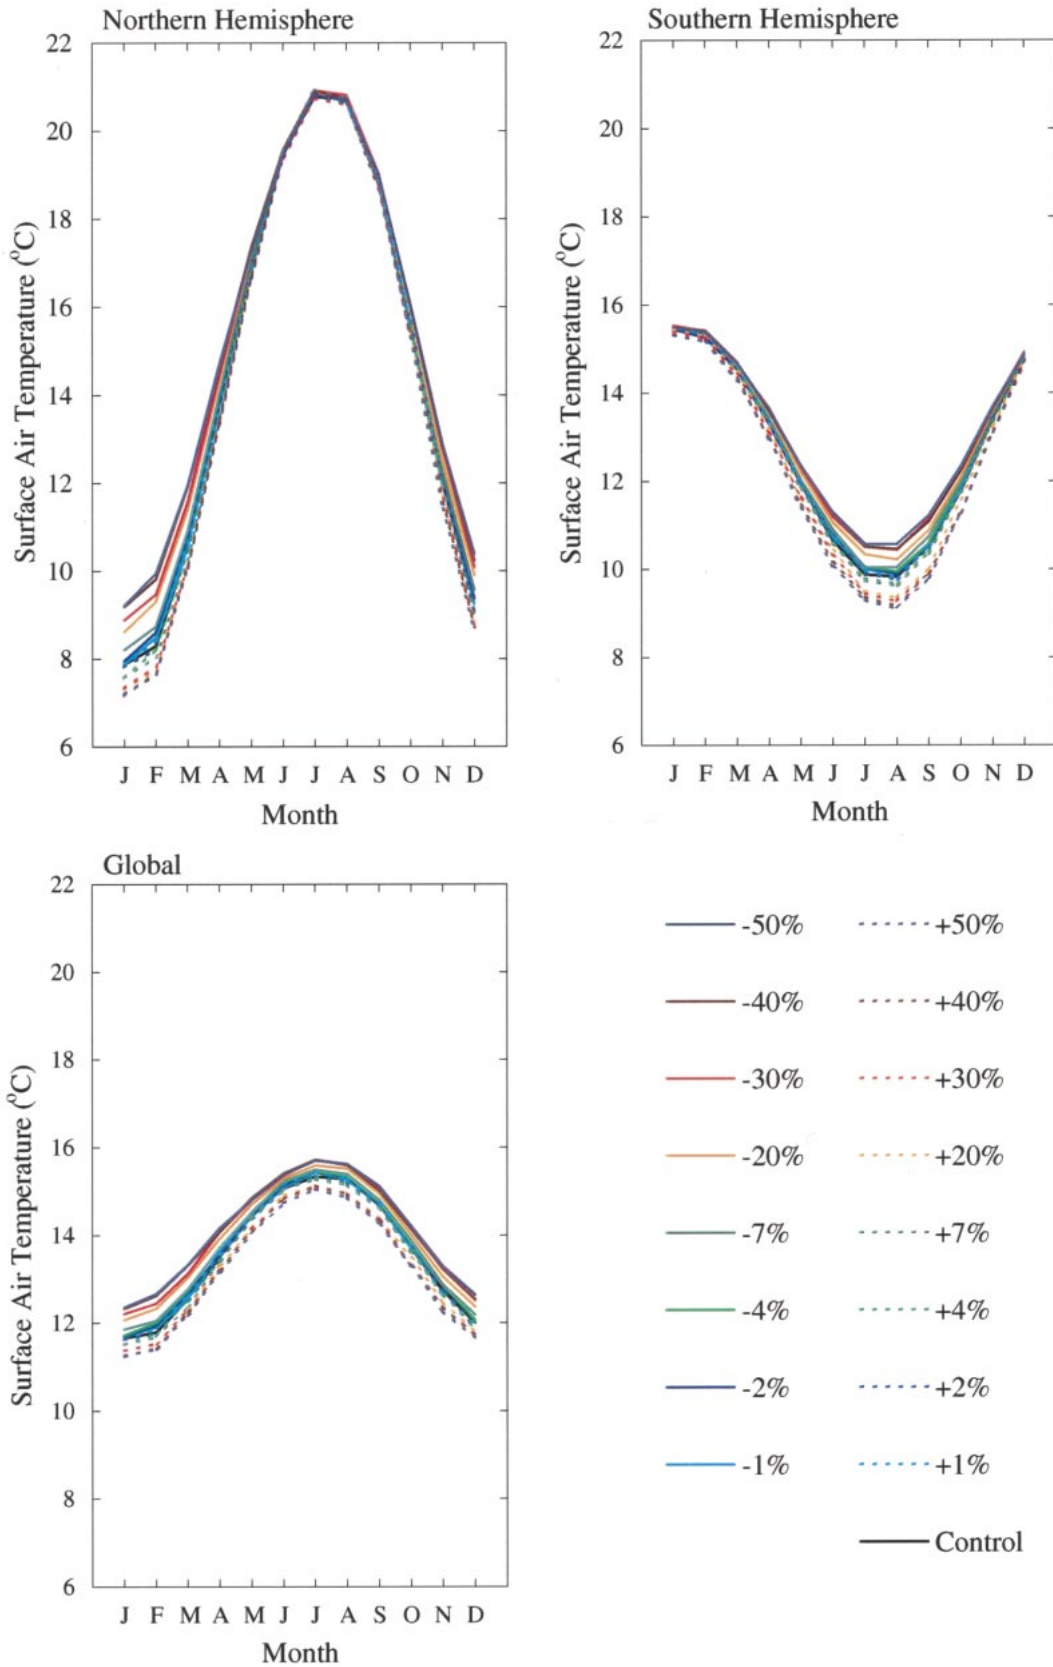 Northern Hemisphere
22
20
18
16
14
12
10
8
6
Surface Air Temperature (°C)
J F M A M J J A S O N D
Month
Southern Hemisphere
22
20
18
16
14
12
10
8
6
Surface Air Temperature (°C)
J F M A M J J A S O N D
Month
Global
22
20
18
16
14
12
10
8
6
Surface Air Temperature (°C)
J F M A M J J A S O N D
Month
-50% +50%
-40% +40%
-30% +30%
-20% +20%
-7% +7%
-4% +4%
-2% +2%
-1% +1%
Control